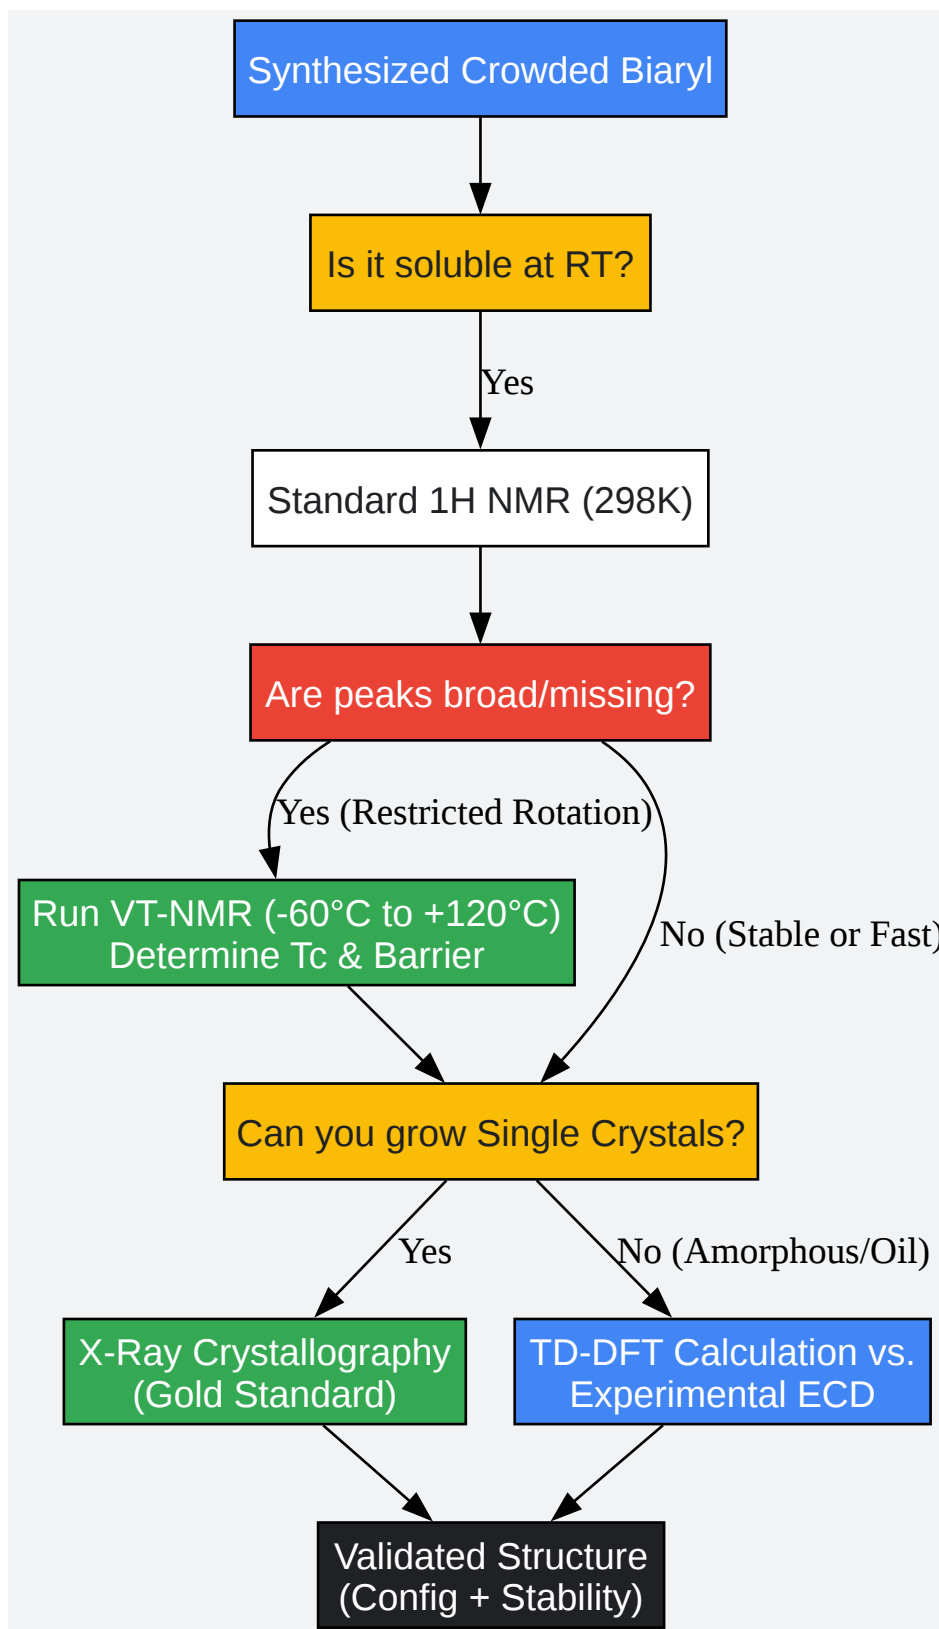 Synthesized Crowded Biaryl
Is it soluble at RT?
Yes
Standard 1H NMR (298K)
Are peaks broad/missing?
Yes (Restricted Rotation)
No (Stable or Fast)
Run VT-NMR (-60°C to +120°C)
Determine Tc & Barrier
Can you grow Single Crystals?
Yes
No (Amorphous/Oil)
X-Ray Crystallography
(Gold Standard)
TD-DFT Calculation vs.
Experimental ECD
Validated Structure
(Config + Stability)